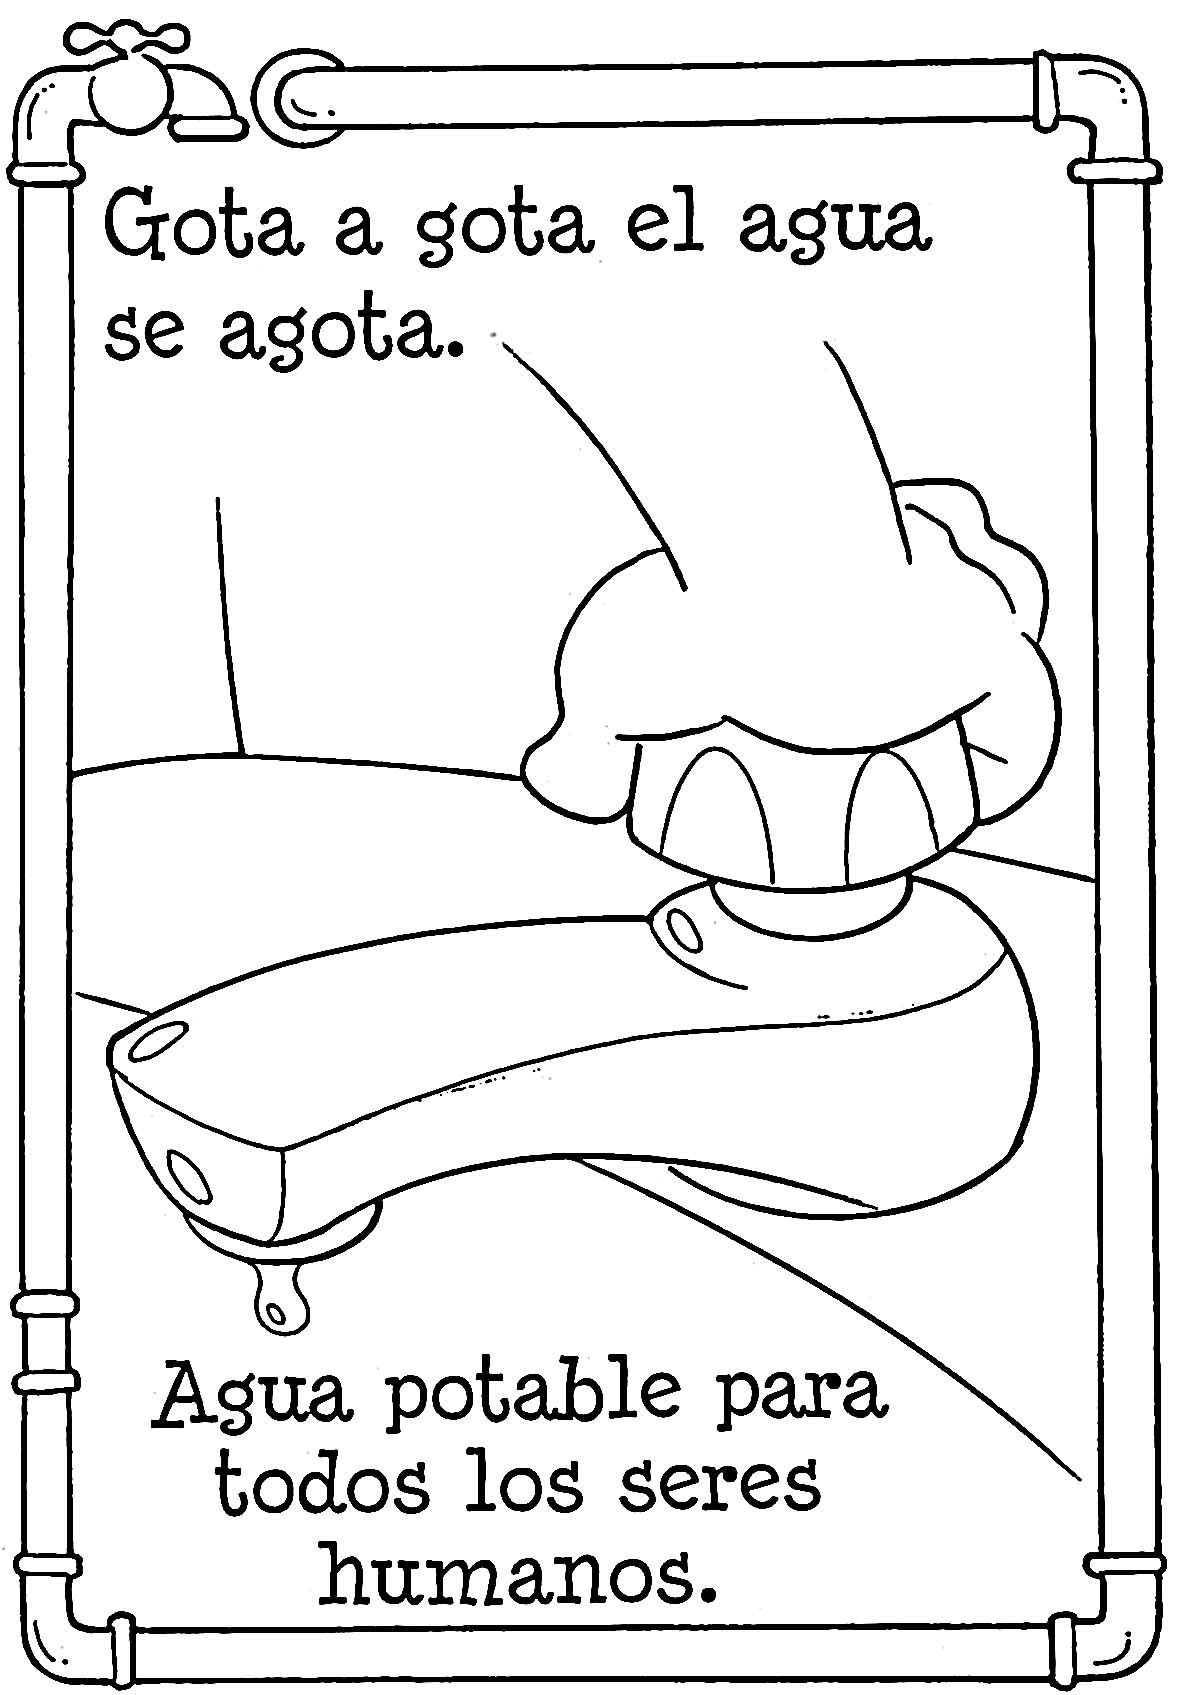 Gota a gota el agua
se agota.
Agua potable para
todos los seres
humanos.